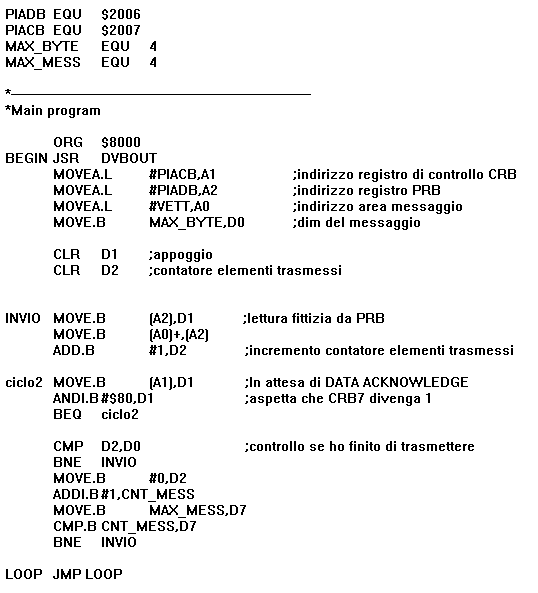 PIADB EQU $2006
PIACB EQU $2007
MAX_BYTE EQU 4
MAX_MESS EQU 4
*————————————————————
*Main program
ORG $8000
BEGIN JSR DVBOUT
MOVEA.L #PIACB,A1 ;indirizzo registro di controllo CRB
MOVEA.L #PIADB,A2 ;indirizzo registro PRB
MOVEA.L #VETT,A0 ;indirizzo area messaggio
MOVE.B MAX_BYTE,D0 ;dim del messaggio
CLR D1 ;appoggio
CLR D2 ;contatore elementi trasmessi
INVIO MOVE.B (A2),D1 ;lettura fittizia da PRB
MOVE.B (A0)+,(A2)
ADD.B #1,D2 ;incremento contatore elementi trasmessi
ciclo2 MOVE.B (A1),D1 ;In attesa di DATA ACKNOWLEDGE
ANDI.B #$80,D1 ;aspetta che CRB7 divenga 1
BEQ ciclo2
CMP D2,D0 ;controllo se ho finito di trasmettere
BNE INVIO
MOVE.B #0,D2
ADDI.B #1,CNT_MESS
MOVE.B MAX_MESS,D7
CMP.B CNT_MESS,D7
BNE INVIO
LOOP JMP LOOP